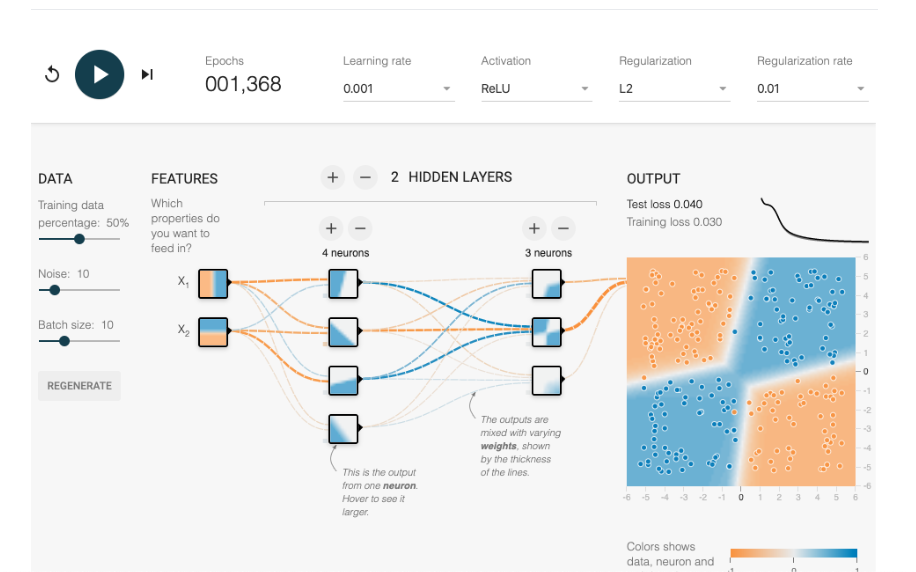 Epochs
001,368
Learning rate
0.001
Activation
ReLU
Regularization
L2
Regularization rate
0.01
DATA
Training data
percentage: 50%
Noise: 10
Batch size: 10
REGENERATE
FEATURES
Which
properties do
you want to
feed in?
X1
X2
+ − 2 HIDDEN LAYERS
+ −
4 neurons
+ −
3 neurons
This is the output
from one neuron.
Hover to see it
larger.
The outputs are
mixed with varying
weights, shown
by the thickness
of the lines.
OUTPUT
Test loss 0.040
Training loss 0.030
6
5
4
3
2
1
0
-1
-2
-3
-4
-5
-6
-6 -5 -4 -3 -2 -1 0 1 2 3 4 5 6
Colors shows
data, neuron and
-1 0 1